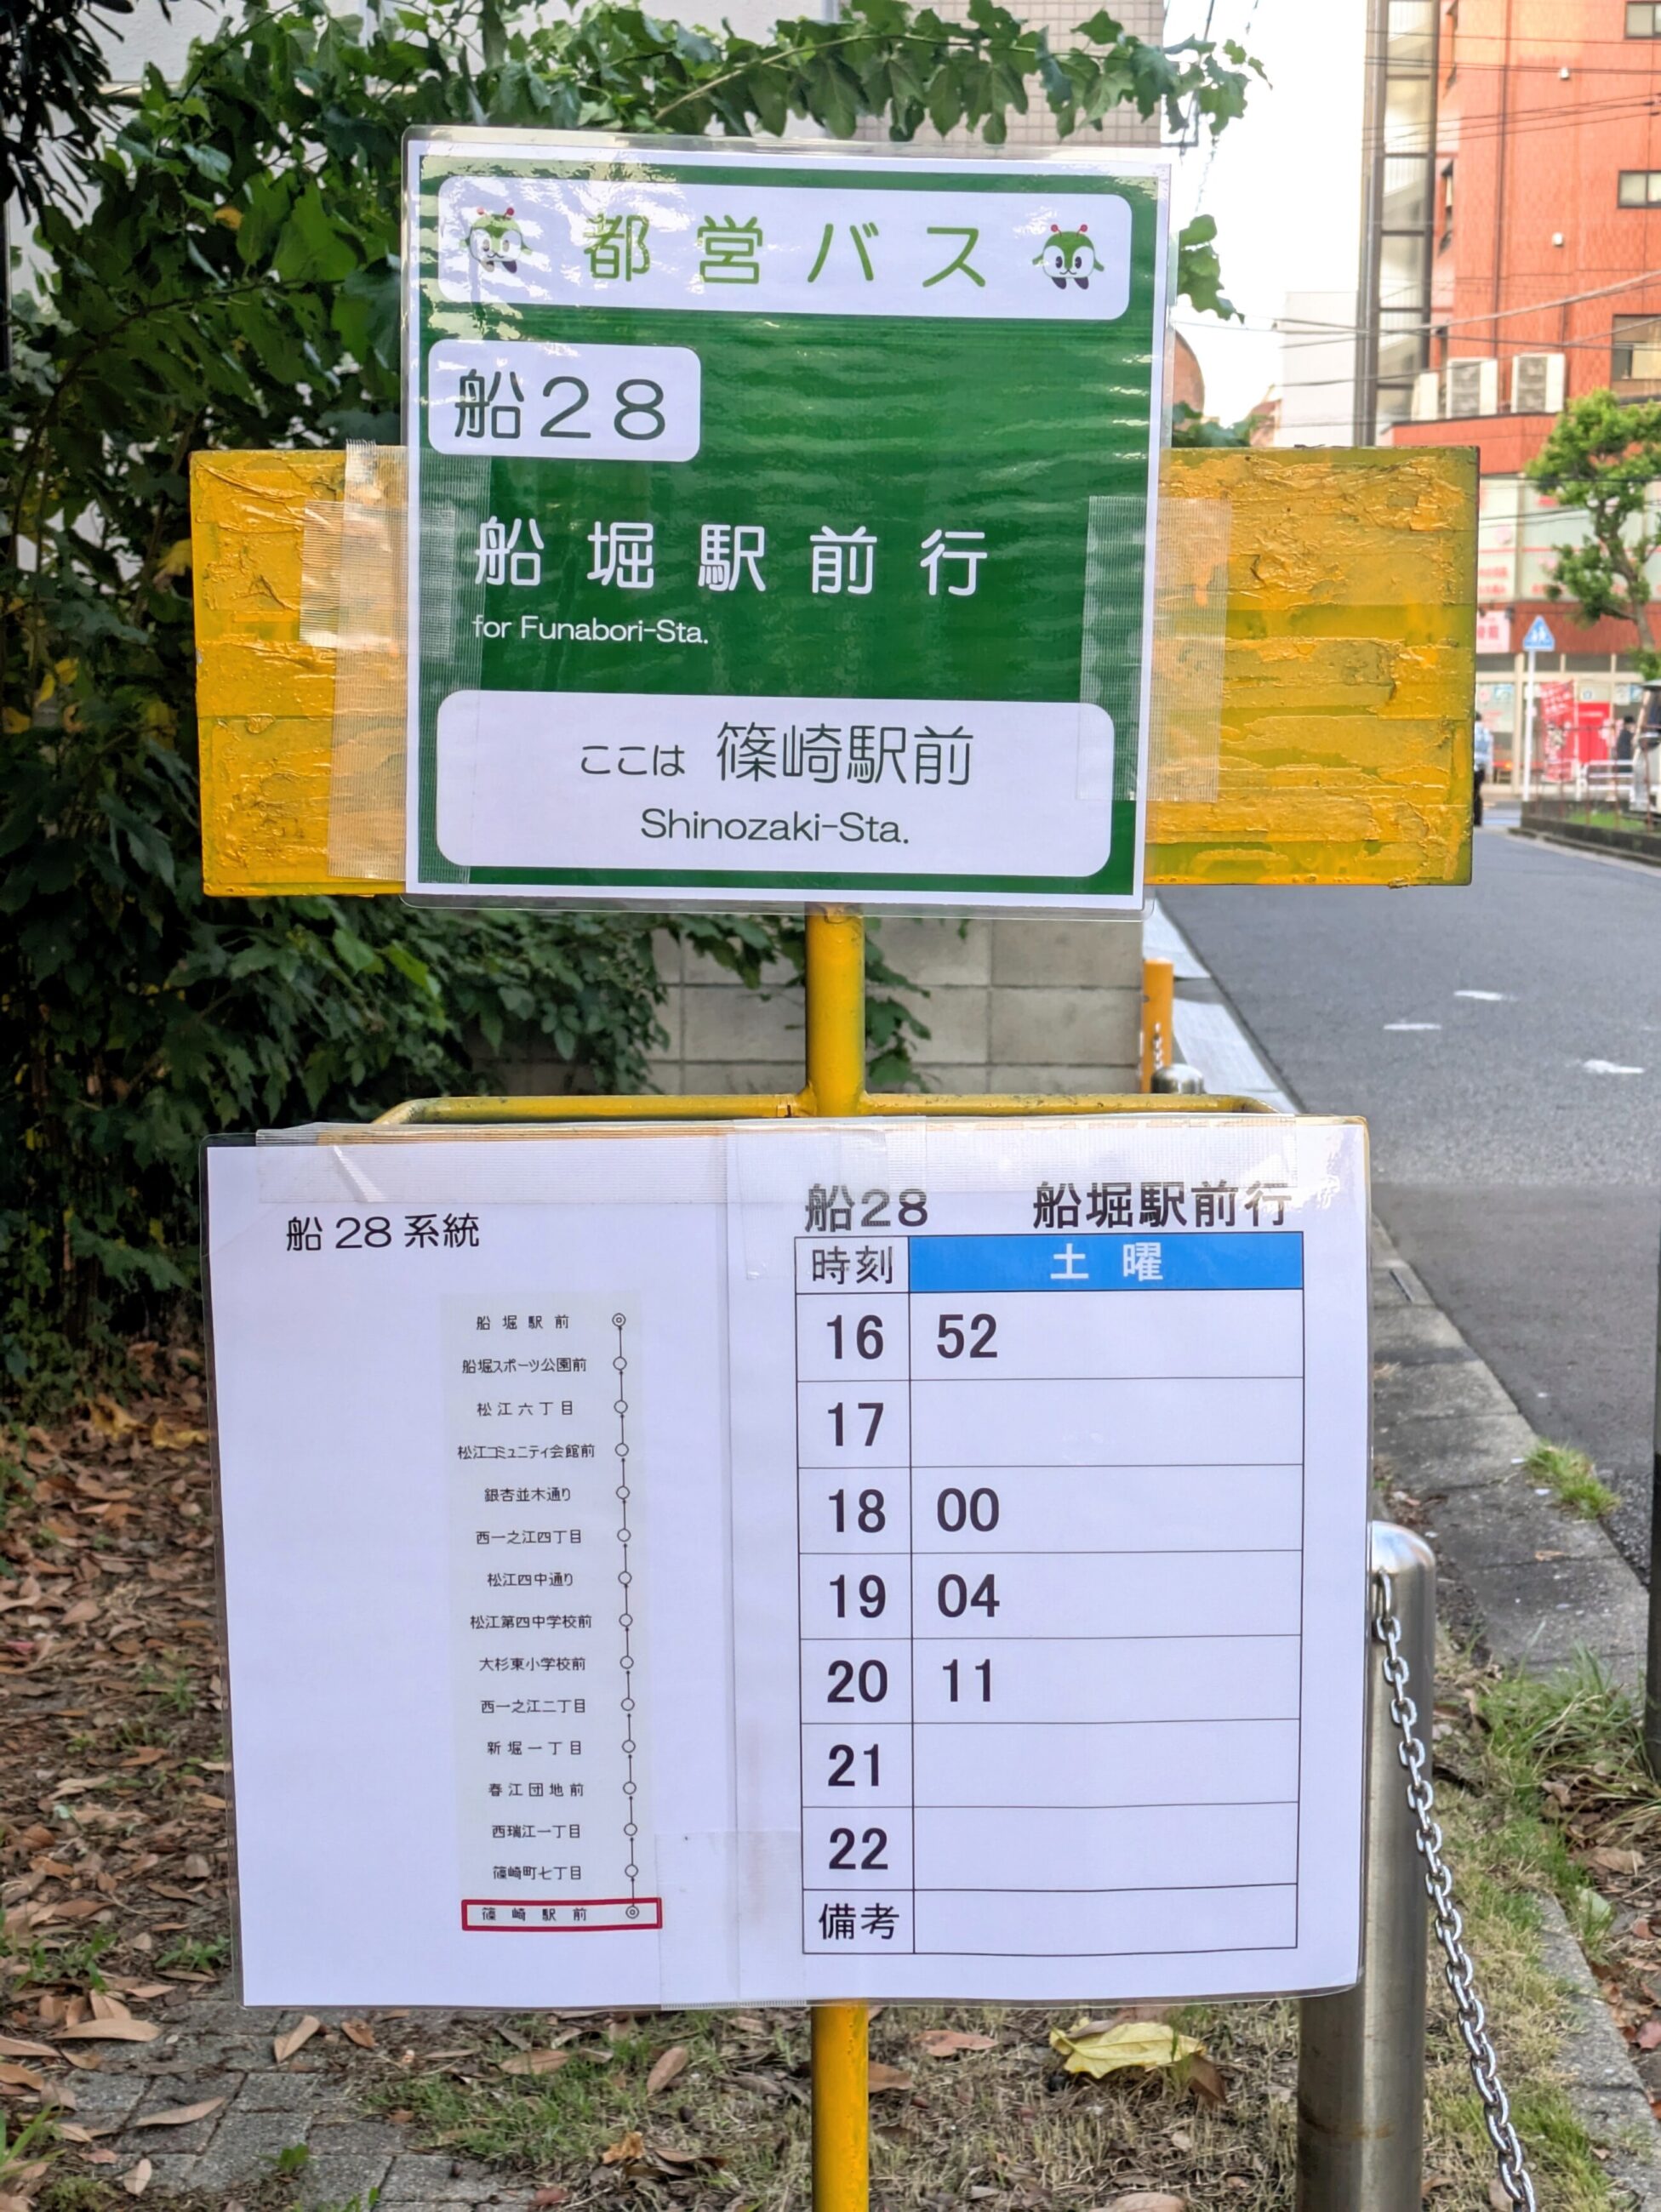 都営バス
船28
船堀駅前行
for Funabori-Sta.
ここは 篠崎駅前
Shinozaki-Sta.
船28系統
船堀駅前
船堀スポーツ公園前
松江六丁目
松江コミュニティ会館前
銀杏並木通り
西一之江四丁目
松江四中通り
松江第四中学校前
大杉東小学校前
西一之江二丁目
新堀一丁目
春江団地前
西瑞江一丁目
篠崎町七丁目
篠崎駅前
船28 船堀駅前行
時刻 土曜
16 52
17
18 00
19 04
20 11
21
22
備考